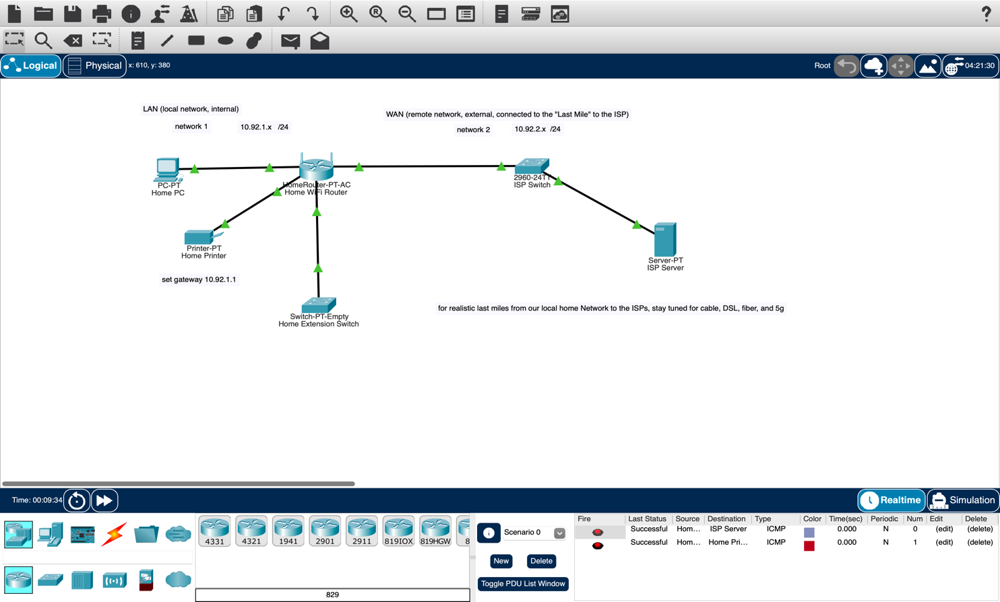 ?
Logical
Physical
x: 610, y: 380
Root
04:21:30
LAN (local network, internal)
network 1
10.92.1.x /24
WAN (remote network, external, connected to the "Last Mile" to the ISP)
network 2
10.92.2.x /24
PC-PT
Home PC
HomeRouter-PT-AC
Home WiFi Router
2960-24TT
ISP Switch
Printer-PT
Home Printer
Server-PT
ISP Server
set gateway 10.92.1.1
Switch-PT-Empty
Home Extension Switch
for realistic last miles from our local home Network to the ISPs, stay tuned for cable, DSL, fiber, and 5g
Time: 00:09:34
Realtime
Simulation
4331
4321
1941
2901
2911
819IOX
819HGW
8
829
Scenario 0
New
Delete
Toggle PDU List Window
Fire Last Status Source Destination Type Color Time(sec) Periodic Num Edit Delete
Successful Hom... ISP Server ICMP 0.000 N 0 (edit) (delete)
Successful Hom... Home Pri... ICMP 0.000 N 1 (edit) (delete)